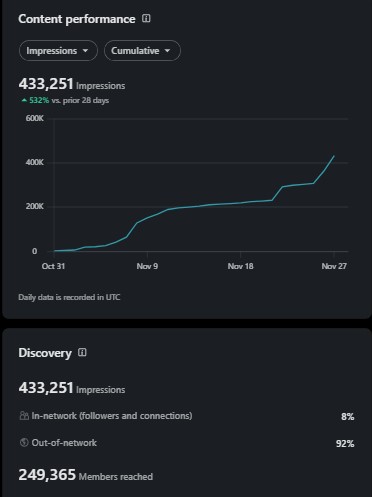 Content performance
Impressions
Cumulative
433,251 Impressions
532% vs. prior 28 days
600K
400K
200K
0
Oct 31
Nov 9
Nov 18
Nov 27
Daily data is recorded in UTC
Discovery
433,251 Impressions
In-network (followers and connections) 8%
Out-of-network 92%
249,365 Members reached